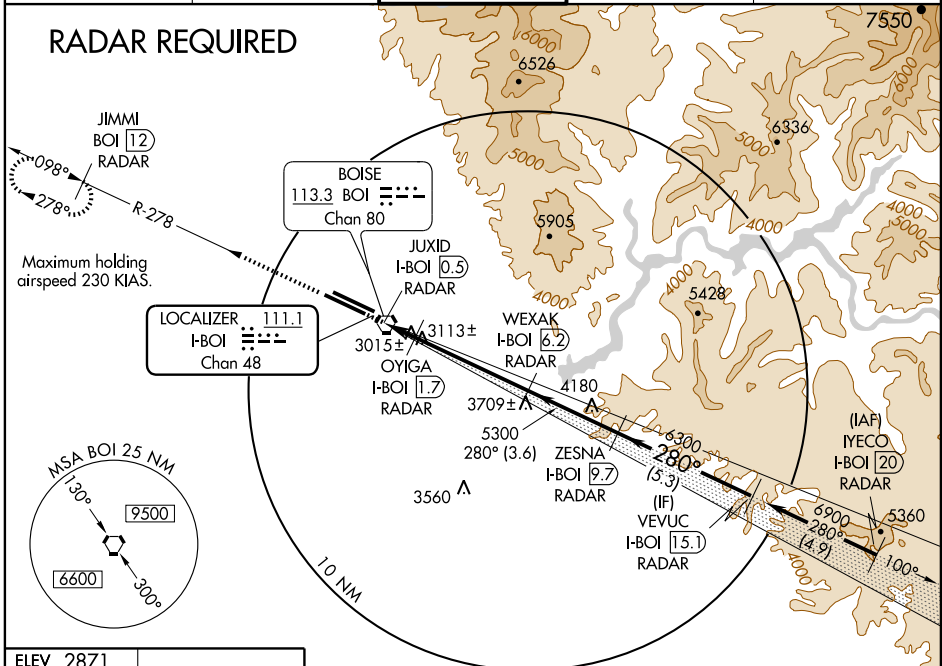 RADAR REQUIRED
7550
6000
6526
6000
JIMMI
BOI 12
RADAR
6336
5000
5000
098°
278°
R-278
BOISE
113.3 BOI
Chan 80
5905
4000
4000
5000
4000
4000
JUXID
I-BOI 0.5
RADAR
Maximum holding
airspeed 230 KIAS.
5428
LOCALIZER 111.1
I-BOI
Chan 48
3015±
3113±
WEXAK
I-BOI 6.2
RADAR
OYIGA
I-BOI 1.7
RADAR
4180
3709±
5300
280° (3.6)
6300
280°
(5.3)
ZESNA
I-BOI 9.7
RADAR
(IAF)
IYECO
I-BOI 20
RADAR
3560
(IF)
VEVUC
I-BOI 15.1
RADAR
6900
280°
(4.9)
5360
100°
4000
MSA BOI 25 NM
130°
9500
6600
300°
10 NM
ELEV 2871